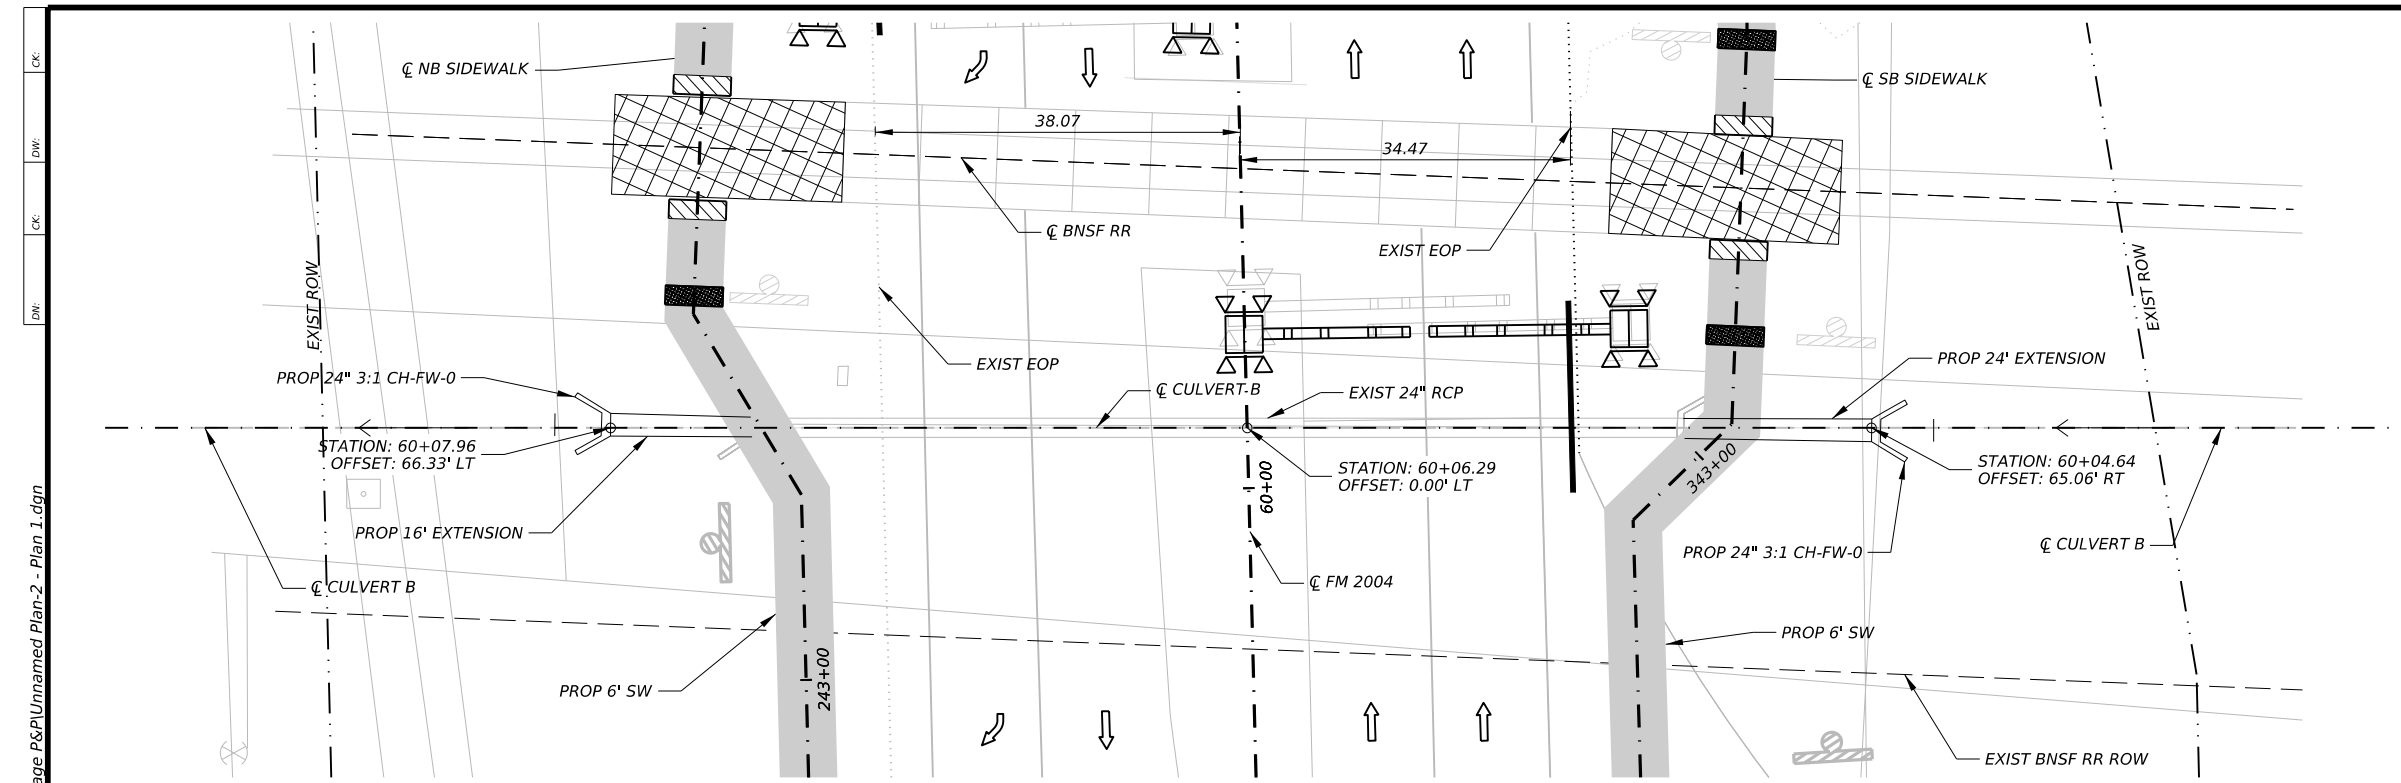 CK:
DW:
CK:
DN:
age P&P\Unnamed Plan-2 - Plan 1.dgn
℄ NB SIDEWALK
℄ SB SIDEWALK
38.07
34.47
℄ BNSF RR
EXIST EOP
EXIST ROW
EXIST ROW
EXIST EOP
PROP 24" 3:1 CH-FW-0
℄ CULVERT B
EXIST 24" RCP
PROP 24' EXTENSION
STATION: 60+07.96
OFFSET: 66.33' LT
STATION: 60+06.29
OFFSET: 0.00' LT
STATION: 60+04.64
OFFSET: 65.06' RT
343+00
60+00
PROP 16' EXTENSION
PROP 24" 3:1 CH-FW-0
℄ CULVERT B
℄ CULVERT B
℄ FM 2004
PROP 6' SW
PROP 6' SW
243+00
EXIST BNSF RR ROW